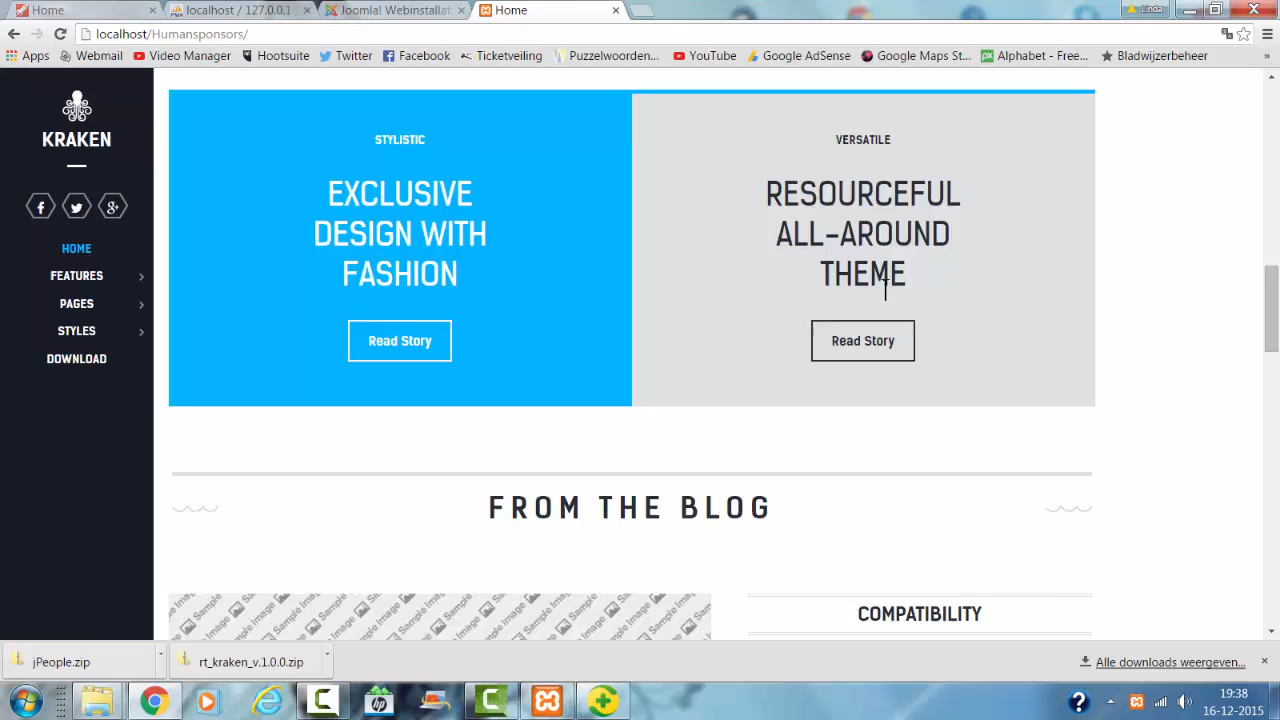 Home
localhost / 127.0.0.1
Joomla! Webinstallat
Home
Linda
localhost/Humansponsors/
Apps
Webmail
Video Manager
Hootsuite
Twitter
Facebook
Ticketveiling
Puzzelwoorden...
YouTube
Google AdSense
Google Maps St...
Alphabet - Free...
Bladwijzerbeheer
»
KRAKEN
HOME
FEATURES
PAGES
STYLES
DOWNLOAD
STYLISTIC
EXCLUSIVE
DESIGN WITH
FASHION
Read Story
VERSATILE
RESOURCEFUL
ALL-AROUND
THEME
Read Story
FROM THE BLOG
Sample Image
COMPATIBILITY
jPeople.zip
rt_kraken_v.1.0.0.zip
Alle downloads weergeven...
19:38
16-12-2015